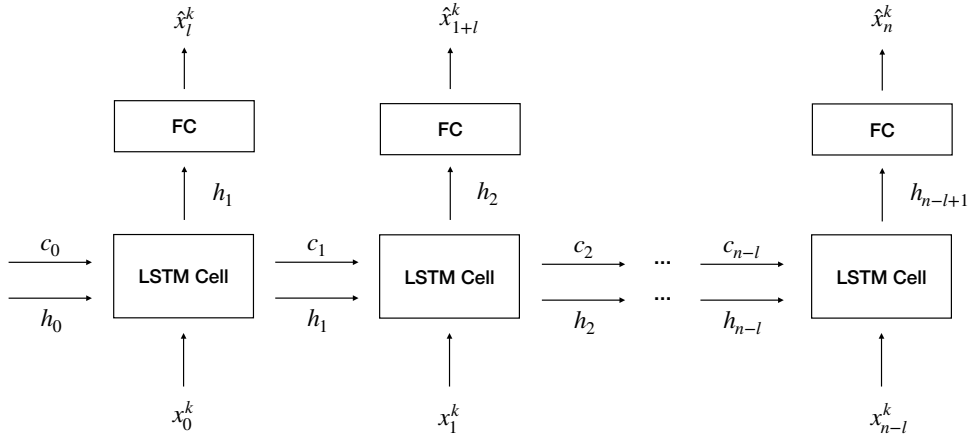 x̂_l^k x̂_{1+l}^k x̂_n^k
FC FC FC
h_1 h_2 h_{n-l+1}
c_0 c_1 c_2 ... c_{n-l}
LSTM Cell LSTM Cell LSTM Cell
h_0 h_1 h_2 ... h_{n-l}
x_0^k x_1^k x_{n-l}^k